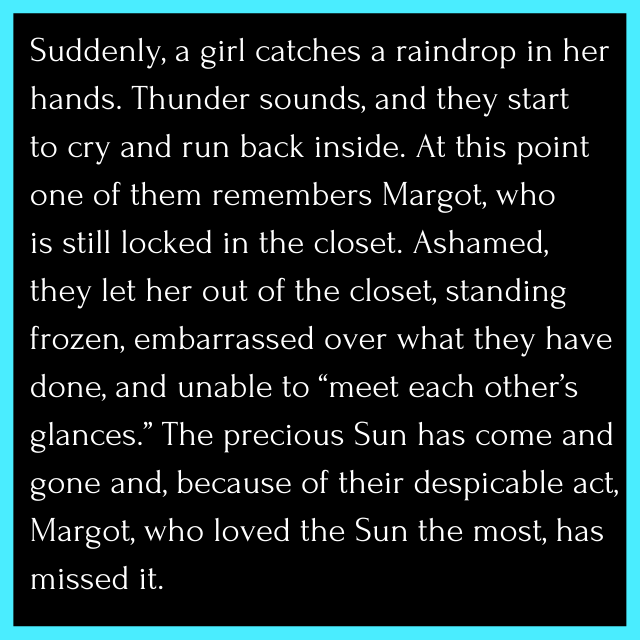 Suddenly, a girl catches a raindrop in her
hands. Thunder sounds, and they start
to cry and run back inside. At this point
one of them remembers Margot, who
is still locked in the closet. Ashamed,
they let her out of the closet, standing
frozen, embarrassed over what they have
done, and unable to “meet each other’s
glances.” The precious Sun has come and
gone and, because of their despicable act,
Margot, who loved the Sun the most, has
missed it.